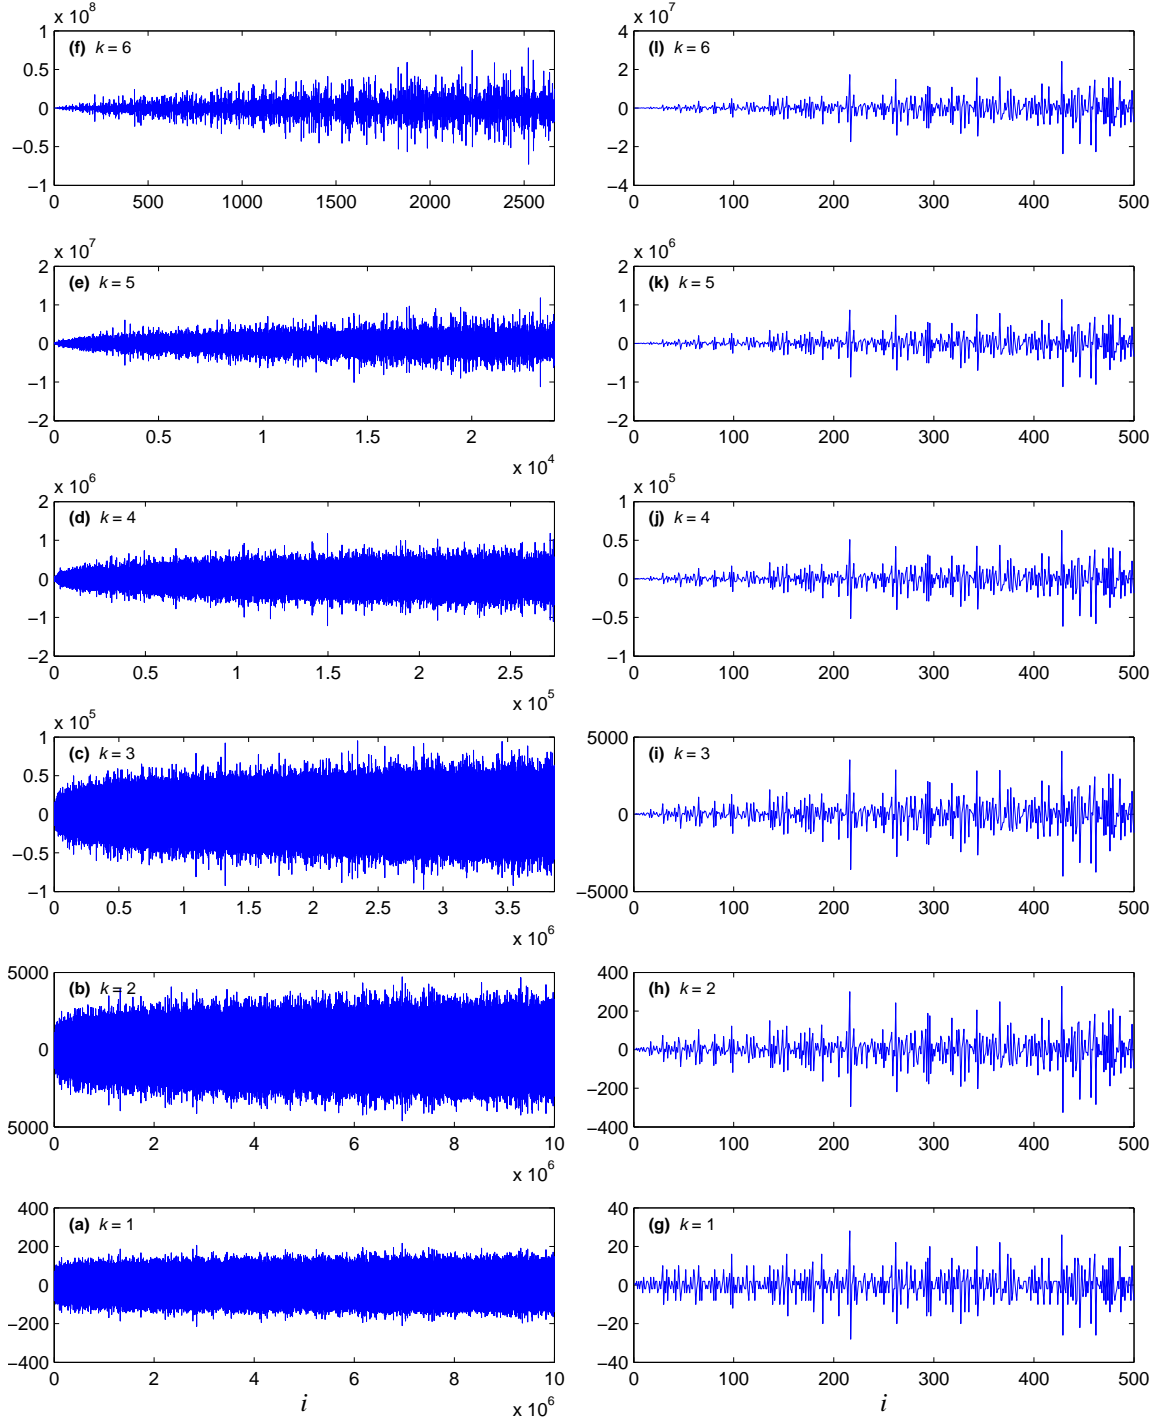 x 10^8
(f) k = 6
1
0.5
0
−0.5
−1
0 500 1000 1500 2000 2500
x 10^7
(l) k = 6
4
2
0
−2
−4
0 100 200 300 400 500
x 10^7
(e) k = 5
2
1
0
−1
−2
0 0.5 1 1.5 2
x 10^4
x 10^6
(k) k = 5
2
1
0
−1
−2
0 100 200 300 400 500
x 10^6
(d) k = 4
2
1
0
−1
−2
0 0.5 1 1.5 2 2.5
x 10^5
x 10^5
(j) k = 4
1
0.5
0
−0.5
−1
0 100 200 300 400 500
x 10^5
(c) k = 3
1
0.5
0
−0.5
−1
0 0.5 1 1.5 2 2.5 3 3.5
x 10^6
(i) k = 3
5000
0
−5000
0 100 200 300 400 500
(b) k = 2
5000
0
5000
0 2 4 6 8 10
x 10^6
(h) k = 2
400
200
0
−200
−400
0 100 200 300 400 500
(a) k = 1
400
200
0
−200
−400
0 2 4 6 8 10
i
x 10^6
(g) k = 1
40
20
0
−20
−40
0 100 200 300 400 500
i